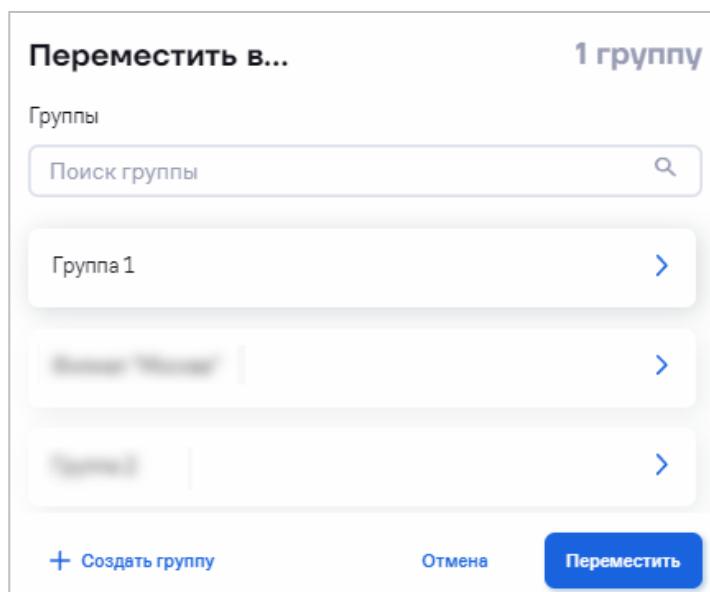 Переместить в... 1 группу
Группы
Поиск группы
Группа 1
+ Создать группу Отмена Переместить